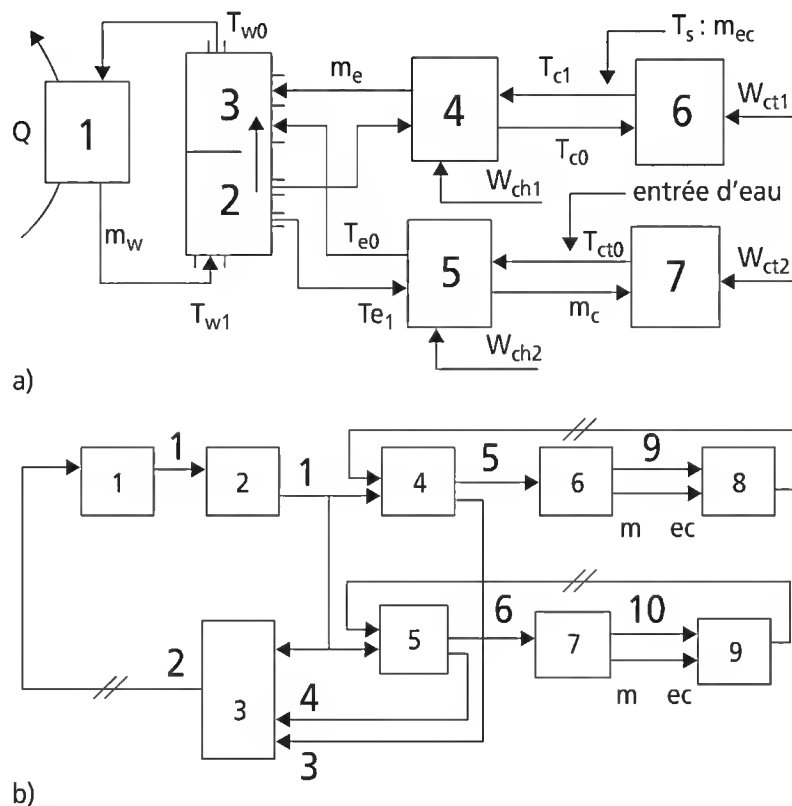 T_w0
T_s : m_ec
m_e
T_c1
3
4
6
W_ct1
Q
1
T_c0
2
W_ch1
entrée d'eau
m_w
T_e0
T_ct0
5
7
W_ct2
T_w1
Te_1
m_c
W_ch2
a)
1
1
5
9
1
2
4
6
8
m ec
6
10
2
5
7
9
3
4
m ec
3
b)